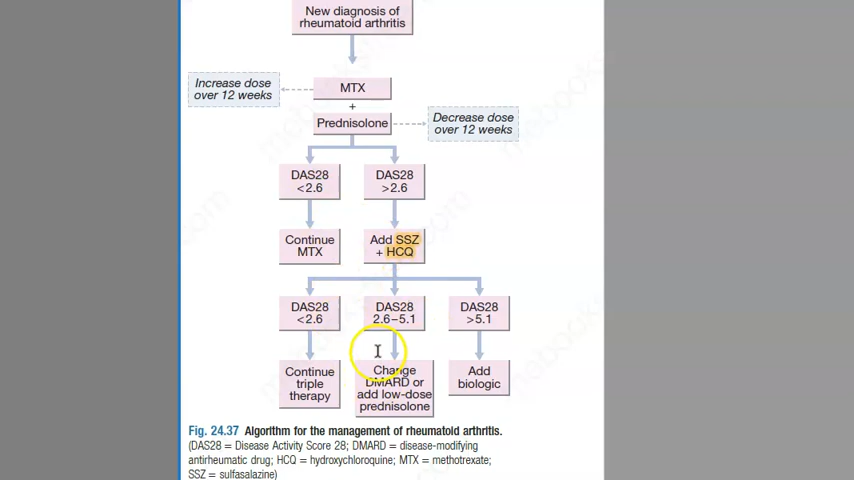 New diagnosis of
rheumatoid arthritis
Increase dose
over 12 weeks
MTX
+
Prednisolone
Decrease dose
over 12 weeks
DAS28
<2.6
DAS28
>2.6
Continue
MTX
Add SSZ
+ HCQ
DAS28
<2.6
DAS28
2.6–5.1
DAS28
>5.1
Continue
triple
therapy
Change
DMARD or
add low-dose
prednisolone
Add
biologic
Fig. 24.37 Algorithm for the management of rheumatoid arthritis.
(DAS28 = Disease Activity Score 28; DMARD = disease-modifying
antirheumatic drug; HCQ = hydroxychloroquine; MTX = methotrexate;
SSZ = sulfasalazine)